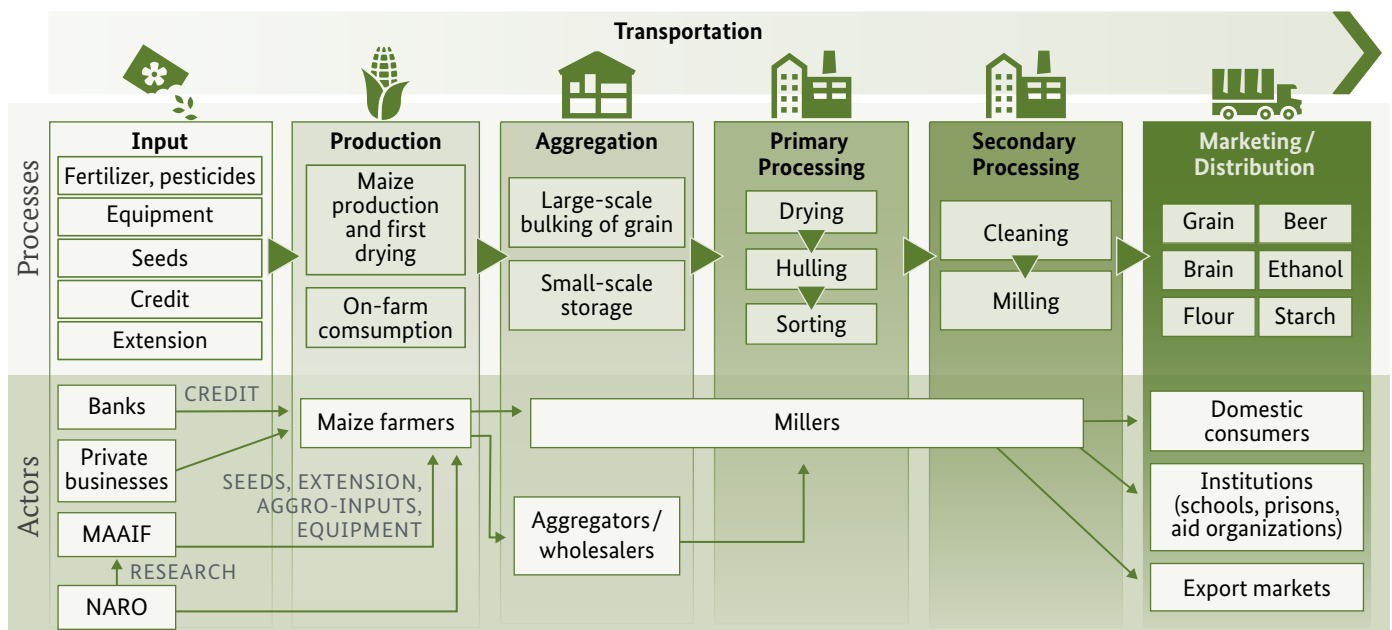 Transportation
Processes
Input
Fertilizer, pesticides
Equipment
Seeds
Credit
Extension
Production
Maize
production
and first
drying
On-farm
comsumption
Aggregation
Large-scale
bulking of grain
Small-scale
storage
Primary
Processing
Drying
Hulling
Sorting
Secondary
Processing
Cleaning
Milling
Marketing /
Distribution
Grain
Beer
Brain
Ethanol
Flour
Starch
Actors
Banks
CREDIT
Private
businesses
MAAIF
RESEARCH
NARO
Maize farmers
SEEDS, EXTENSION,
AGGRO-INPUTS,
EQUIPMENT
Millers
Aggregators /
wholesalers
Domestic
consumers
Institutions
(schools, prisons,
aid organizations)
Export markets